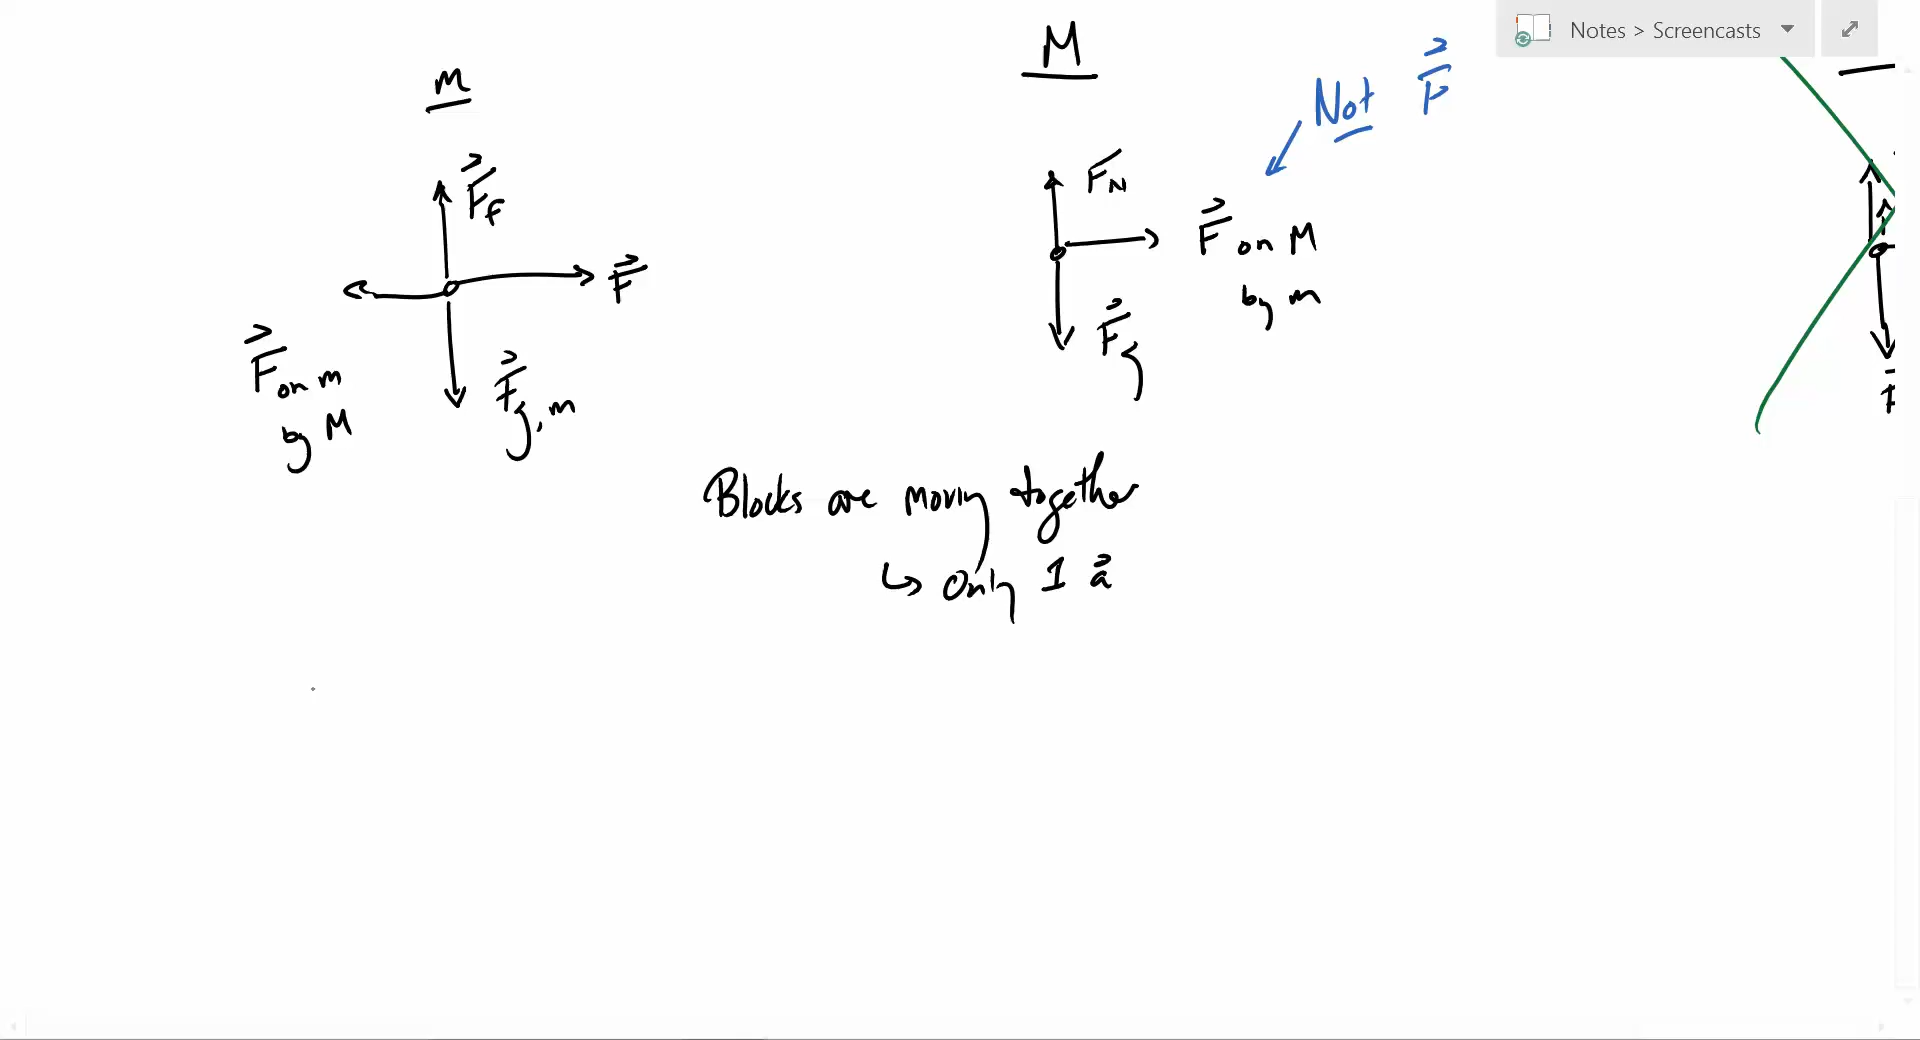 Notes > Screencasts
m
M
Not F
F_f
F
F_N
F on M
by m
F_g
F on m
by M
F_g,m
Blocks are moving together
↳ Only 1 a
F